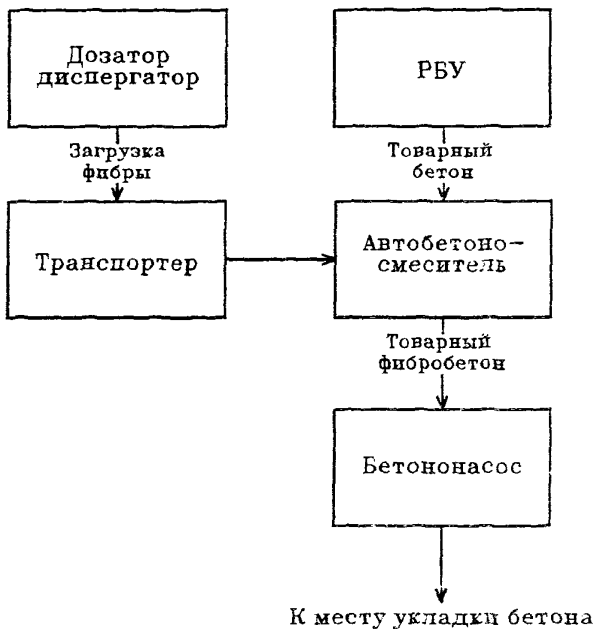 Дозатор
диспергатор
РБУ
Загрузка
фибры
Товарный
бетон
Транспортер
Автобетоно-
смеситель
Товарный
фибробетон
Бетононасос
К месту укладки бетона